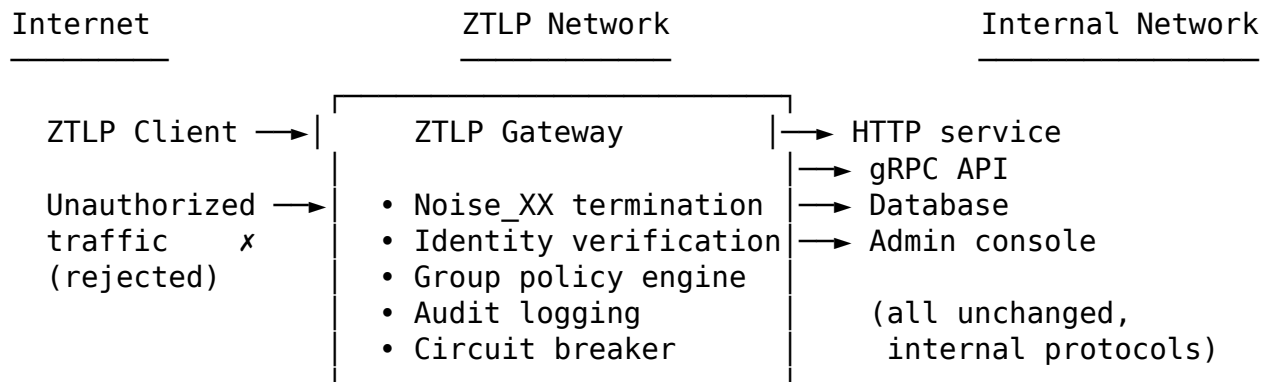 Internet ZTLP Network Internal Network
ZTLP Client ZTLP Gateway HTTP service
gRPC API
Unauthorized • Noise_XX termination Database
traffic ✗ • Identity verification Admin console
(rejected) • Group policy engine
• Audit logging (all unchanged,
• Circuit breaker internal protocols)